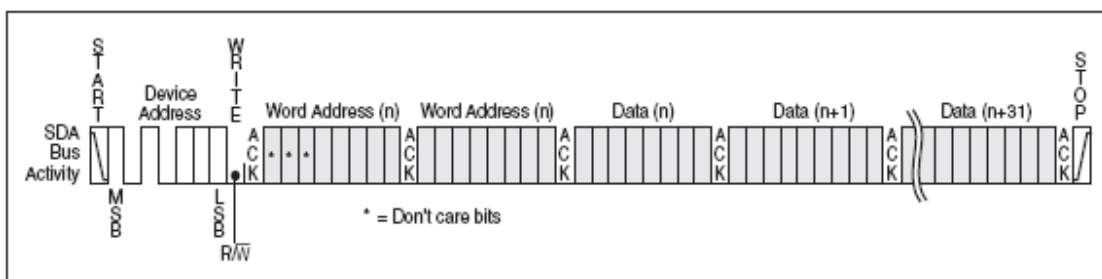 START
WRITE
STOP
Device
Address
Word Address (n)
Word Address (n)
Data (n)
Data (n+1)
Data (n+31)
SDA
Bus
Activity
ACK
* * *
ACK
ACK
ACK
ACK
ACK
MSB
LSB
R/W̅
* = Don't care bits